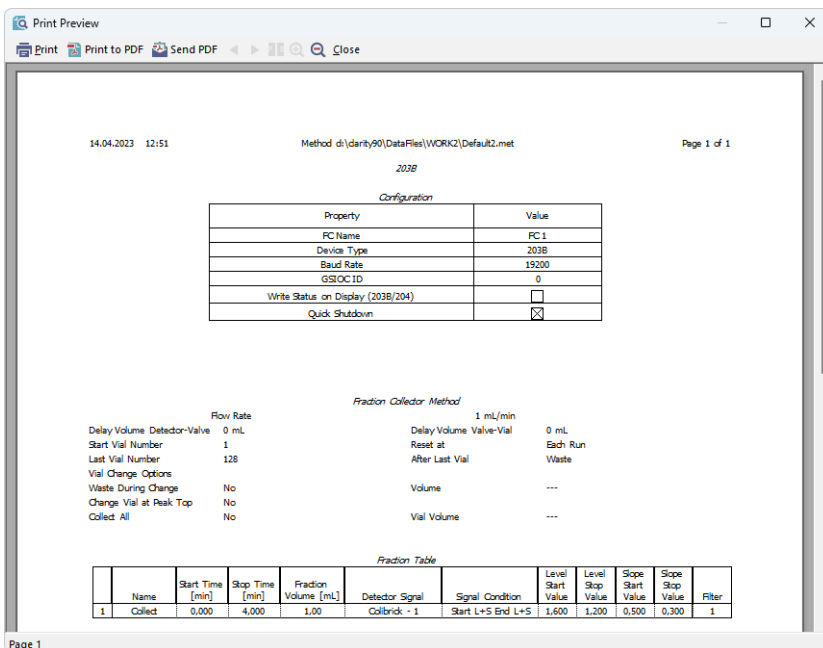 Print Preview
Print Print to PDF Send PDF Close
14.04.2023 12:51 Method d:\clarity90\DataFiles\WORK2\Default2.met Page 1 of 1
203B
Configuration
Property Value
FC Name FC 1
Device Type 203B
Baud Rate 19200
GSIOC ID 0
Write Status on Display (203B/204)
Quick Shutdown
Fraction Collector Method
Flow Rate 1 mL/min
Delay Volume Detector-Valve 0 mL Delay Volume Valve-Vial 0 mL
Start Vial Number 1 Reset at Each Run
Last Vial Number 128 After Last Vial Waste
Vial Change Options
Waste During Change No Volume ---
Change Vial at Peak Top No
Collect All No Vial Volume ---
Fraction Table
Name Start Time [min] Stop Time [min] Fraction Volume [mL] Detector Signal Signal Condition Level Start Value Level Stop Value Slope Start Value Slope Stop Value Filter
1 Collect 0,000 4,000 1,00 Colibrick - 1 Start L+S End L+S 1,600 1,200 0,500 0,300 1
Page 1